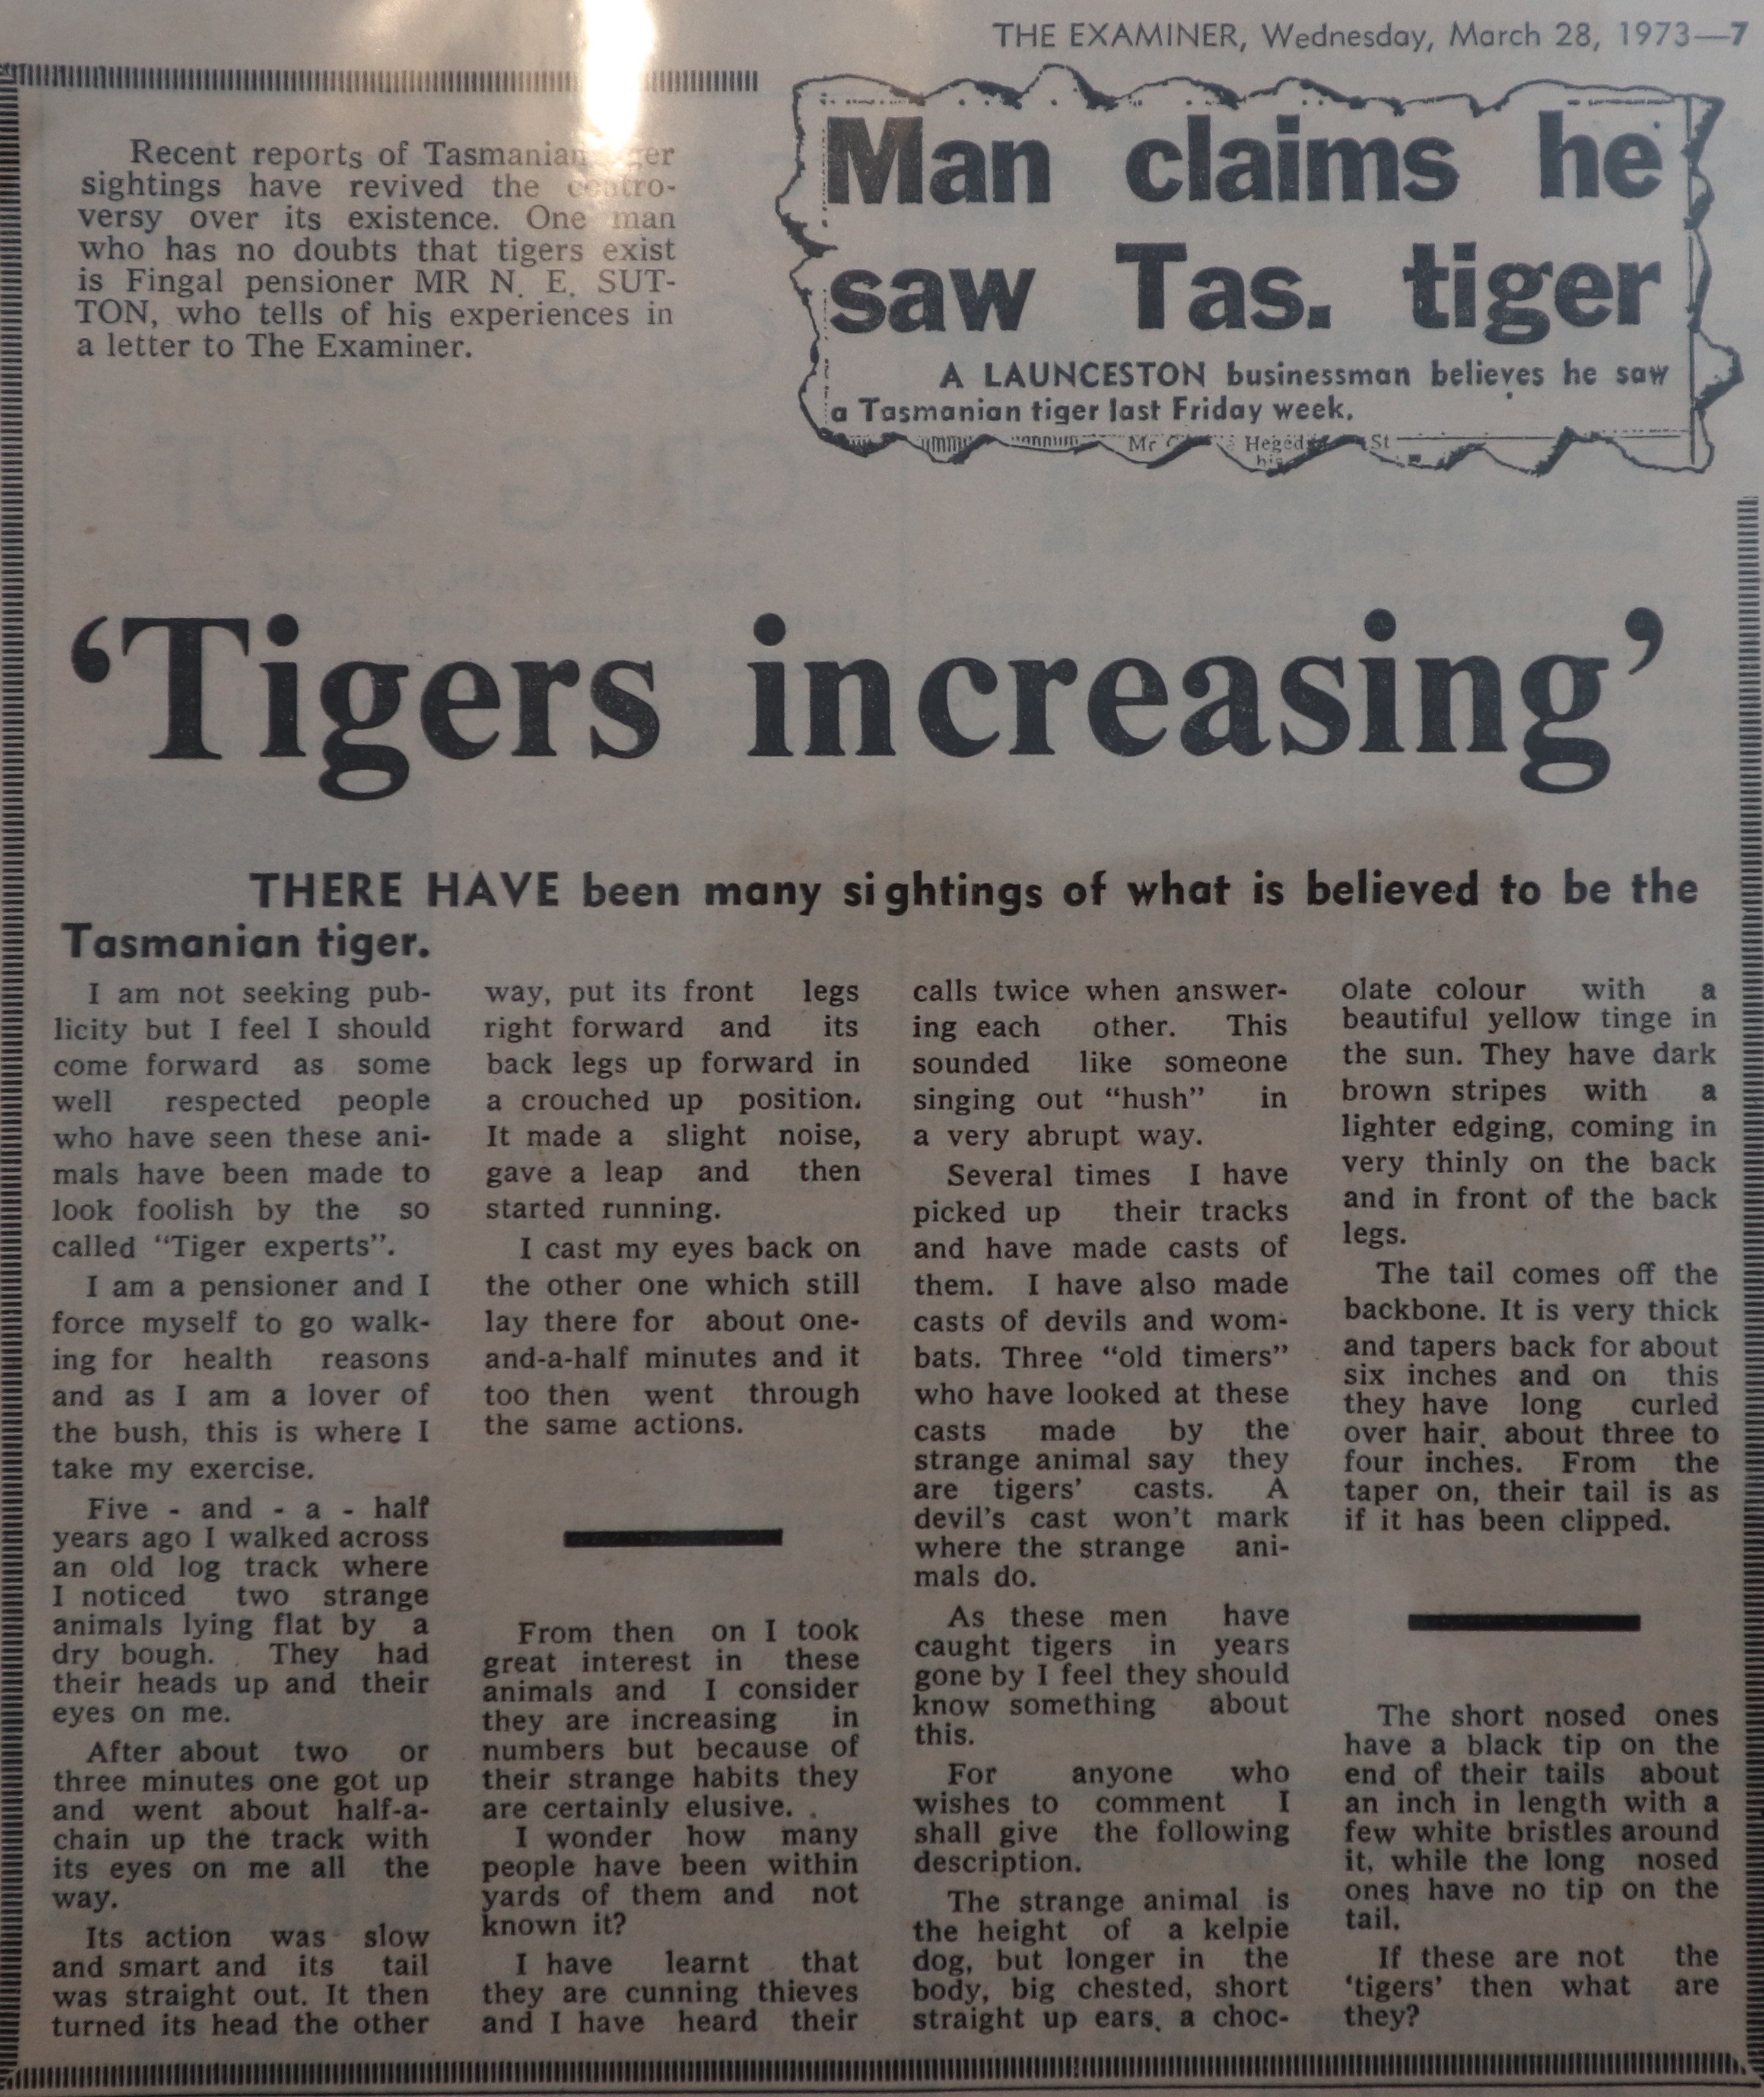 THE EXAMINER, Wednesday, March 28, 1973—7
Recent reports of Tasmanian
sightings have revived the contro-
versy over its existence. One man
who has no doubts that tigers exist
is Fingal pensioner MR N. E. SUT-
TON, who tells of his experiences in
a letter to The Examiner.
Man claims he
saw Tas. tiger
A LAUNCESTON businessman believes he saw
a Tasmanian tiger last Friday week.
Mr
St
‘Tigers increasing’
THERE HAVE been many sightings of what is believed to be the
Tasmanian tiger.
I am not seeking pub-
licity but I feel I should
come forward as some
well respected people
who have seen these ani-
mals have been made to
look foolish by the so
called “Tiger experts”.
I am a pensioner and I
force myself to go walk-
ing for health reasons
and as I am a lover of
the bush, this is where I
take my exercise.
Five - and - a - half
years ago I walked across
an old log track where
I noticed two strange
animals lying flat by a
dry bough. They had
their heads up and their
eyes on me.
After about two or
three minutes one got up
and went about half-a-
chain up the track with
its eyes on me all the
way.
Its action was slow
and smart and its tail
was straight out. It then
turned its head the other
way, put its front legs
right forward and its
back legs up forward in
a crouched up position.
It made a slight noise,
gave a leap and then
started running.
I cast my eyes back on
the other one which still
lay there for about one-
and-a-half minutes and it
too then went through
the same actions.
From then on I took
great interest in these
animals and I consider
they are increasing in
numbers but because of
their strange habits they
are certainly elusive. .
I wonder how many
people have been within
yards of them and not
known it?
I have learnt that
they are cunning thieves
and I have heard their
calls twice when answer-
ing each other. This
sounded like someone
singing out “hush” in
a very abrupt way.
Several times I have
picked up their tracks
and have made casts of
them. I have also made
casts of devils and wom-
bats. Three “old timers”
who have looked at these
casts made by the
strange animal say they
are tigers’ casts. A
devil’s cast won’t mark
where the strange ani-
mals do.
As these men have
caught tigers in years
gone by I feel they should
know something about
this.
For anyone who
wishes to comment I
shall give the following
description.
The strange animal is
the height of a kelpie
dog, but longer in the
body, big chested, short
straight up ears, a choc-
olate colour with a
beautiful yellow tinge in
the sun. They have dark
brown stripes with a
lighter edging, coming in
very thinly on the back
and in front of the back
legs.
The tail comes off the
backbone. It is very thick
and tapers back for about
six inches and on this
they have long curled
over hair, about three to
four inches. From the
taper on, their tail is as
if it has been clipped.
The short nosed ones
have a black tip on the
end of their tails about
an inch in length with a
few white bristles around
it, while the long nosed
ones have no tip on the
tail.
If these are not the
‘tigers’ then what are
they?